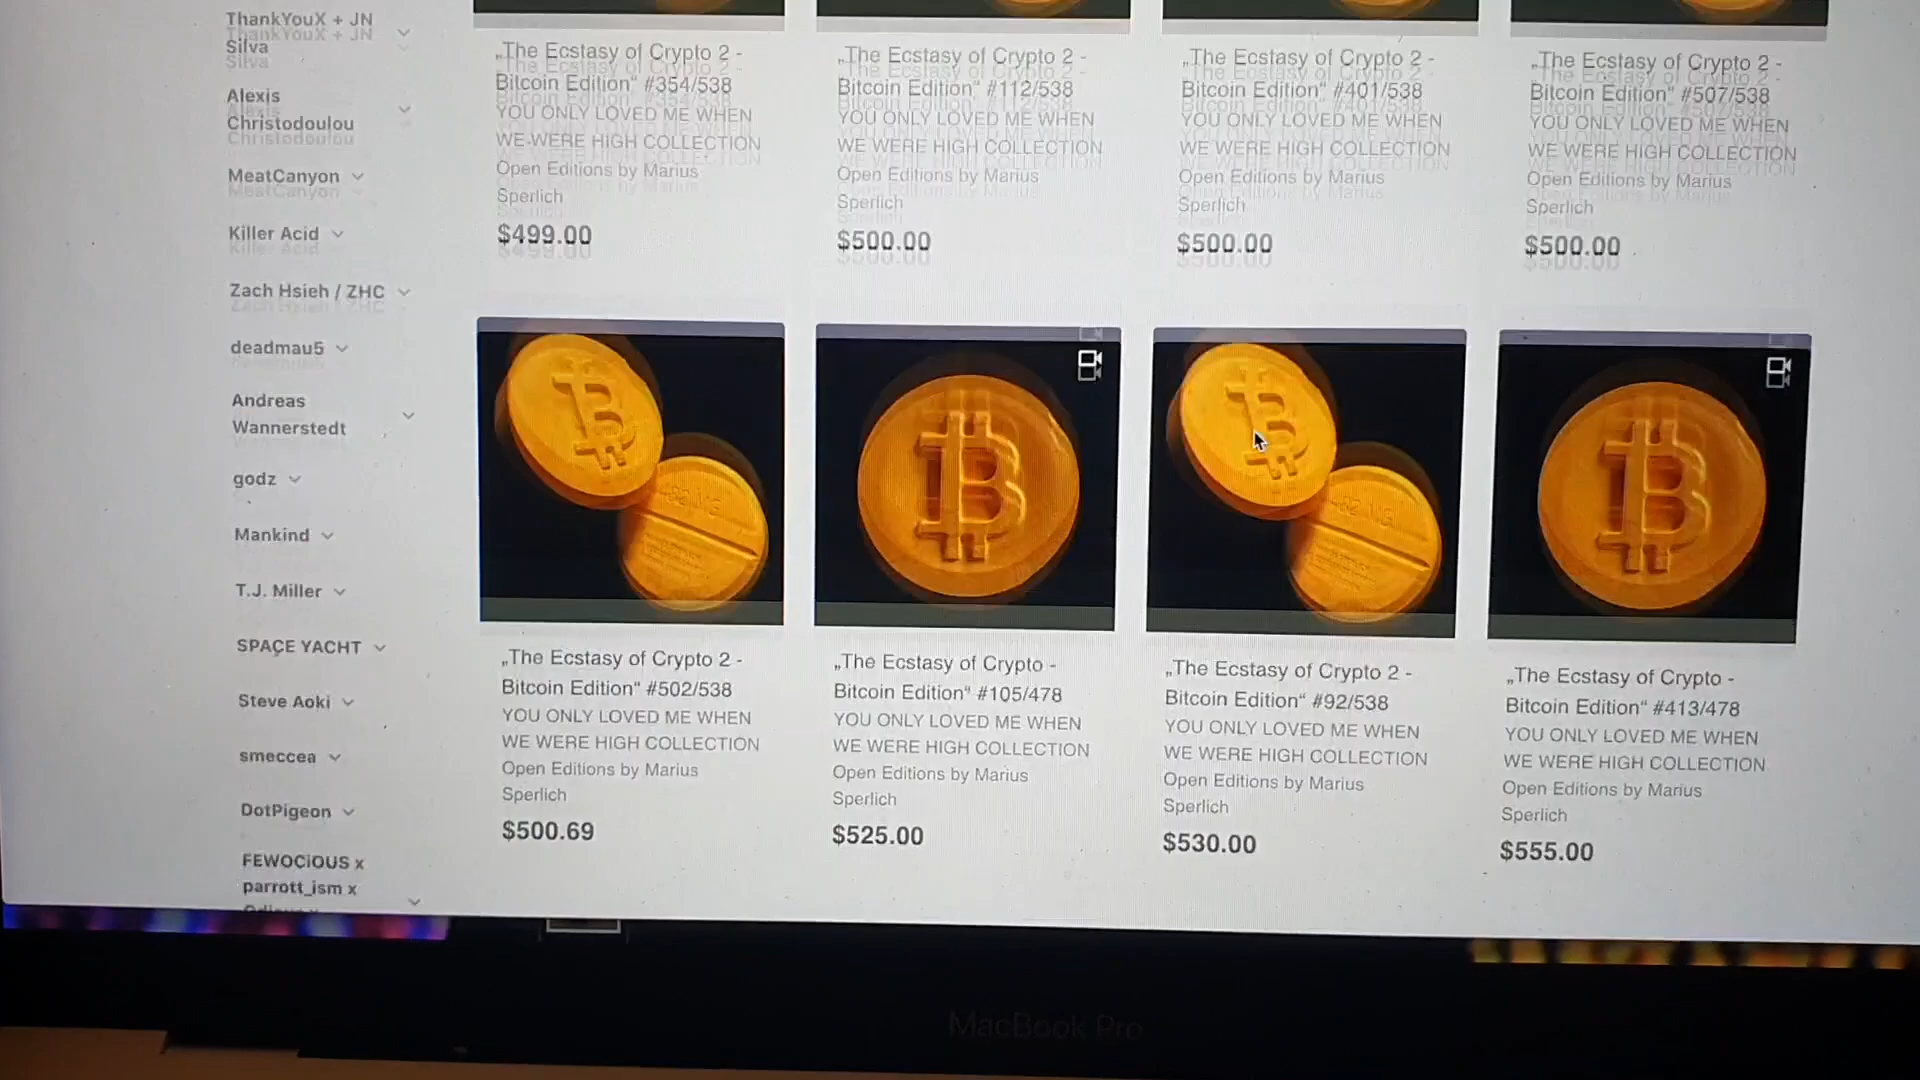 ThankYouX + JN
Silva
Alexis
Christodoulou
MeatCanyon
Killer Acid
Zach Hsieh / ZHC
deadmau5
Andreas
Wannerstedt
godz
Mankind
T.J. Miller
SPACE YACHT
Steve Aoki
smeccea
DotPigeon
FEWOCiOUS x
parrott_ism x
„The Ecstasy of Crypto 2 -
Bitcoin Edition“ #354/538
YOU ONLY LOVED ME WHEN
WE WERE HIGH COLLECTION
Open Editions by Marius
Sperlich
$499.00
„The Ecstasy of Crypto 2 -
Bitcoin Edition“ #112/538
YOU ONLY LOVED ME WHEN
WE WERE HIGH COLLECTION
Open Editions by Marius
Sperlich
$500.00
„The Ecstasy of Crypto 2 -
Bitcoin Edition“ #401/538
YOU ONLY LOVED ME WHEN
WE WERE HIGH COLLECTION
Open Editions by Marius
Sperlich
$500.00
„The Ecstasy of Crypto 2 -
Bitcoin Edition“ #507/538
YOU ONLY LOVED ME WHEN
WE WERE HIGH COLLECTION
Open Editions by Marius
Sperlich
$500.00
„The Ecstasy of Crypto 2 -
Bitcoin Edition“ #502/538
YOU ONLY LOVED ME WHEN
WE WERE HIGH COLLECTION
Open Editions by Marius
Sperlich
$500.69
„The Ecstasy of Crypto -
Bitcoin Edition“ #105/478
YOU ONLY LOVED ME WHEN
WE WERE HIGH COLLECTION
Open Editions by Marius
Sperlich
$525.00
„The Ecstasy of Crypto 2 -
Bitcoin Edition“ #92/538
YOU ONLY LOVED ME WHEN
WE WERE HIGH COLLECTION
Open Editions by Marius
Sperlich
$530.00
„The Ecstasy of Crypto -
Bitcoin Edition“ #413/478
YOU ONLY LOVED ME WHEN
WE WERE HIGH COLLECTION
Open Editions by Marius
Sperlich
$555.00
MacBook Pro